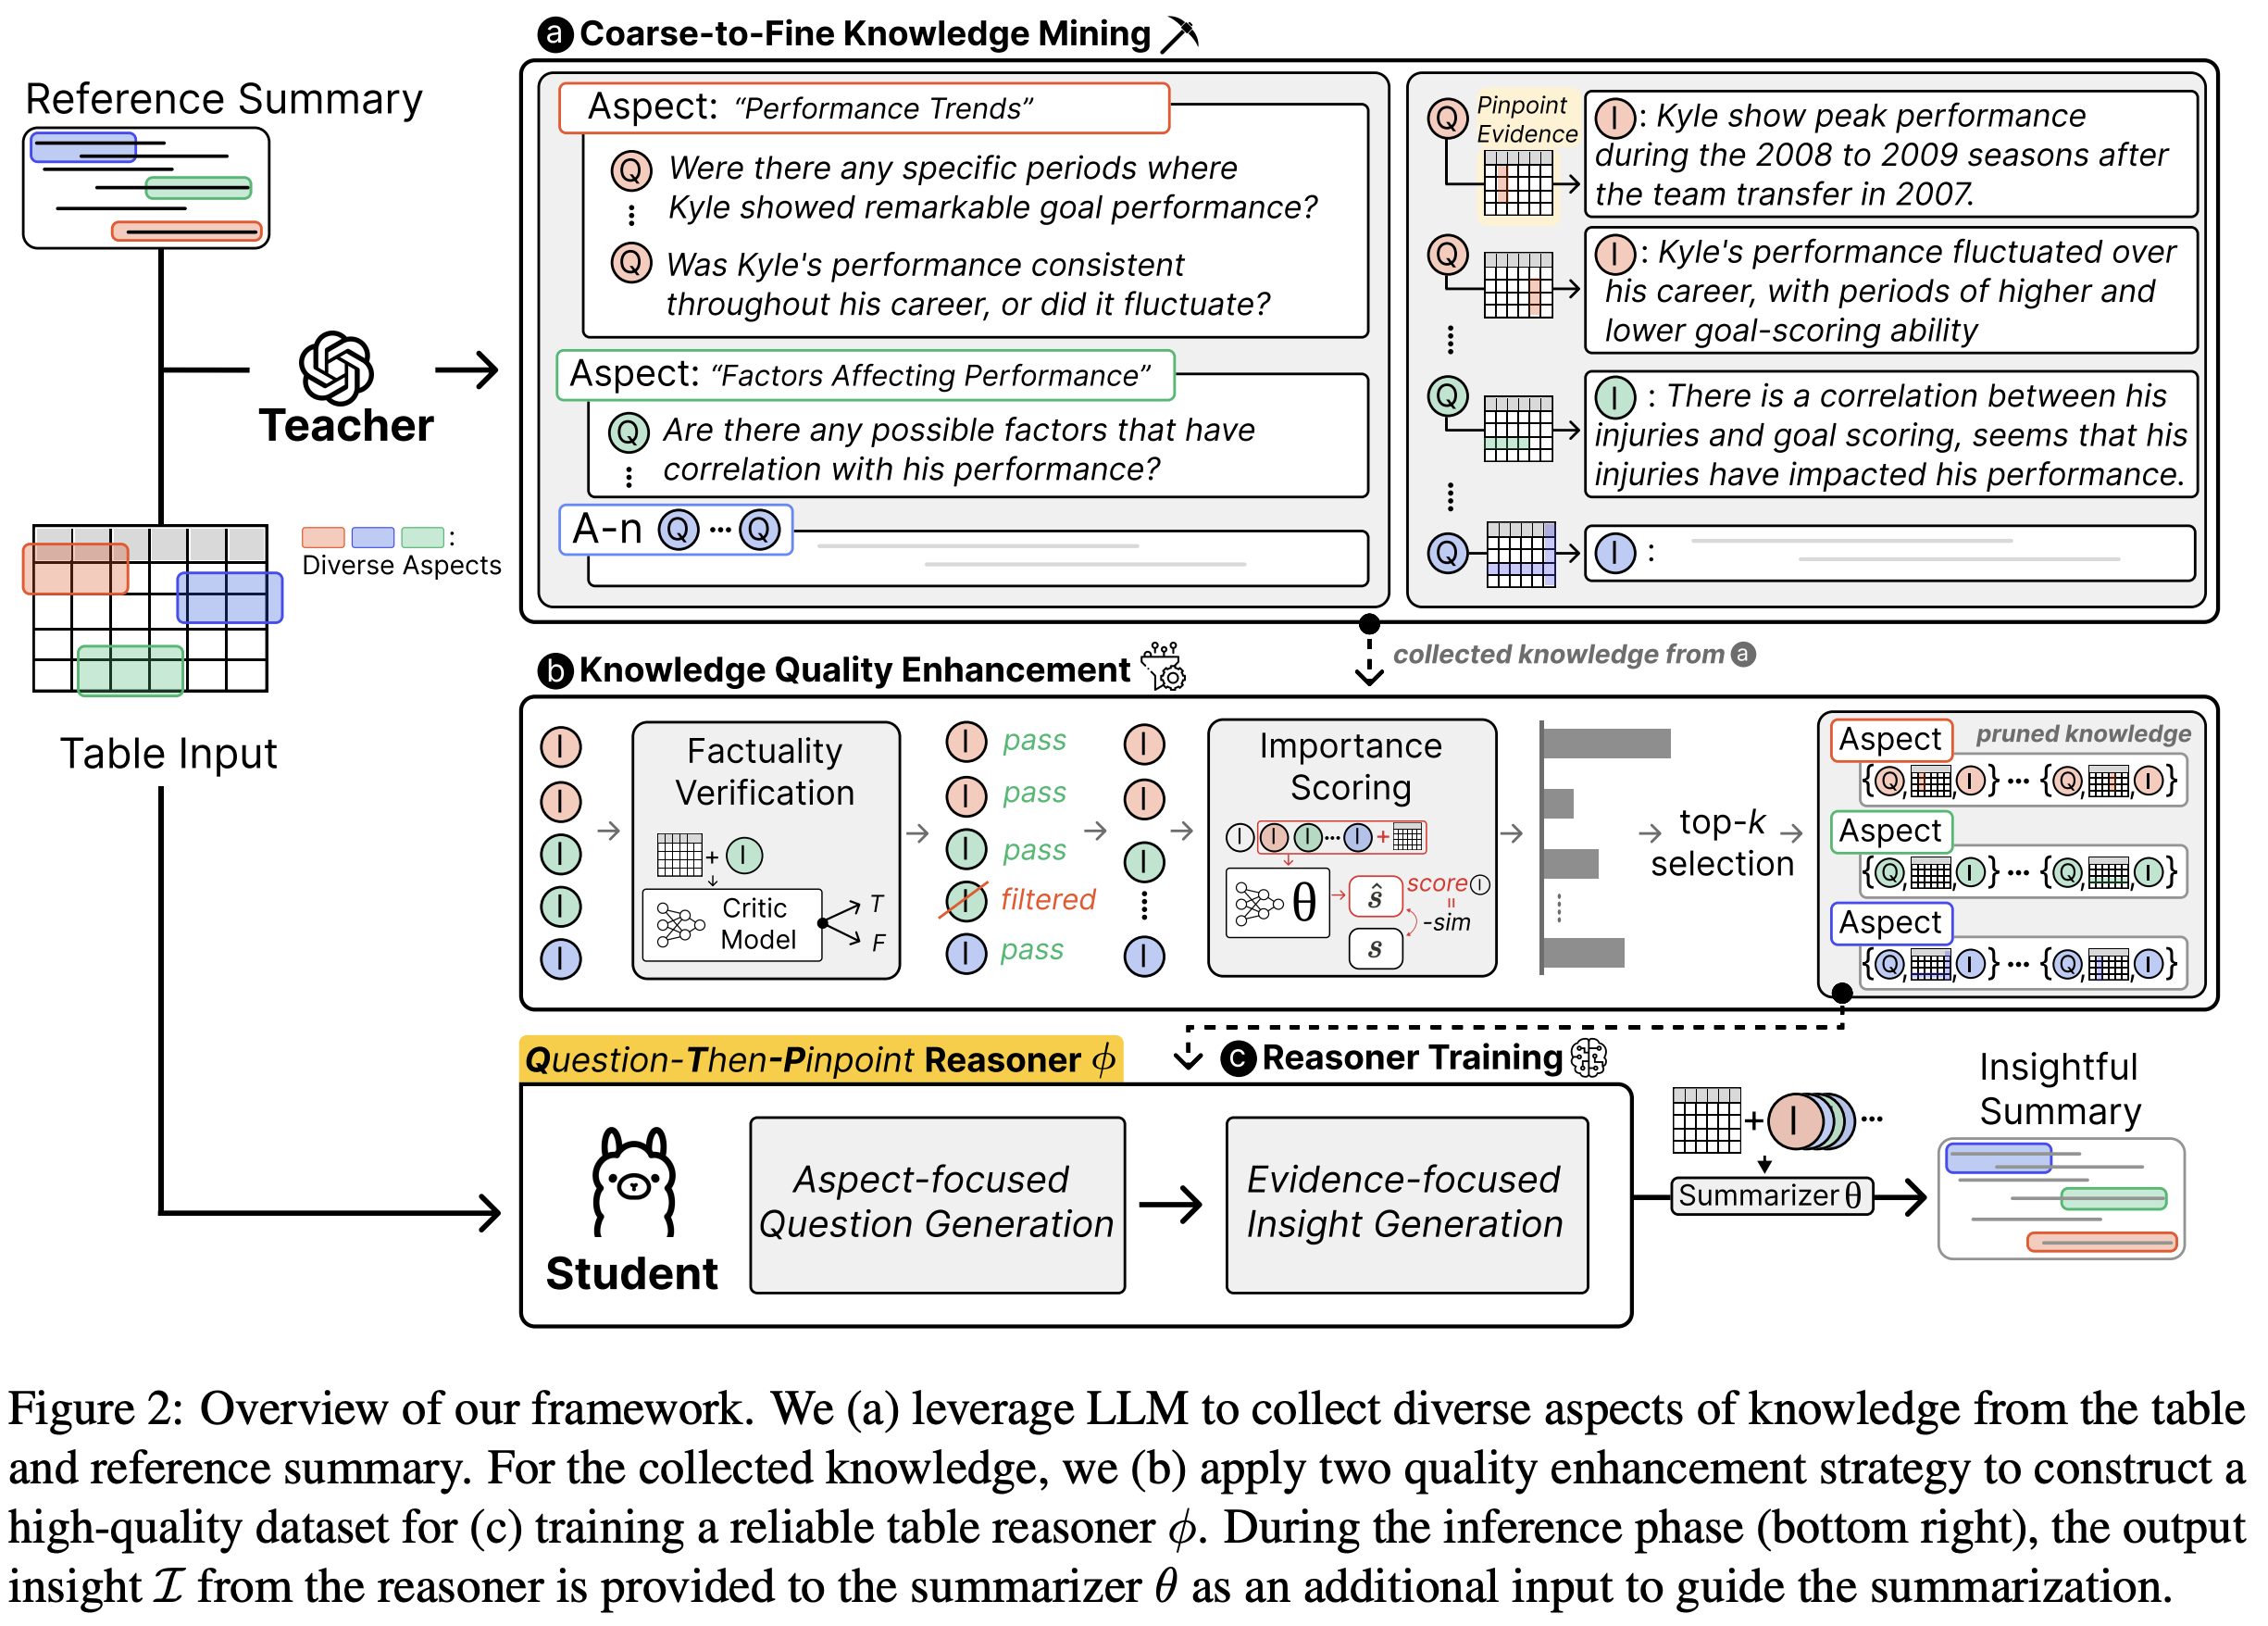 Reference Summary
Teacher
: Diverse Aspects
Table Input
a Coarse-to-Fine Knowledge Mining
Aspect: “Performance Trends”
Q Were there any specific periods where
Kyle showed remarkable goal performance?
Q Was Kyle's performance consistent
throughout his career, or did it fluctuate?
Aspect: “Factors Affecting Performance”
Q Are there any possible factors that have
correlation with his performance?
A-n Q ... Q
Q Pinpoint
Evidence
I : Kyle show peak performance
during the 2008 to 2009 seasons after
the team transfer in 2007.
Q I : Kyle's performance fluctuated over
his career, with periods of higher and
lower goal-scoring ability
Q I : There is a correlation between his
injuries and goal scoring, seems that his
injuries have impacted his performance.
Q I :
collected knowledge from a
b Knowledge Quality Enhancement
I I I I I
Factuality
Verification
+ I
Critic
Model
T
F
I pass
I pass
I pass
I filtered
I pass
I I I I
Importance
Scoring
I I I ... I +
θ ŝ score I
= -sim
s
top-k
selection
pruned knowledge
Aspect
{Q, , I} ... {Q, , I}
Aspect
{Q, , I} ... {Q, , I}
Aspect
{Q, , I} ... {Q, , I}
Question-Then-Pinpoint Reasoner ϕ
c Reasoner Training
Student
Aspect-focused
Question Generation
Evidence-focused
Insight Generation
+ I ...
Summarizer θ
Insightful
Summary
Figure 2: Overview of our framework. We (a) leverage LLM to collect diverse aspects of knowledge from the table
and reference summary. For the collected knowledge, we (b) apply two quality enhancement strategy to construct a
high-quality dataset for (c) training a reliable table reasoner ϕ. During the inference phase (bottom right), the output
insight ℐ from the reasoner is provided to the summarizer θ as an additional input to guide the summarization.